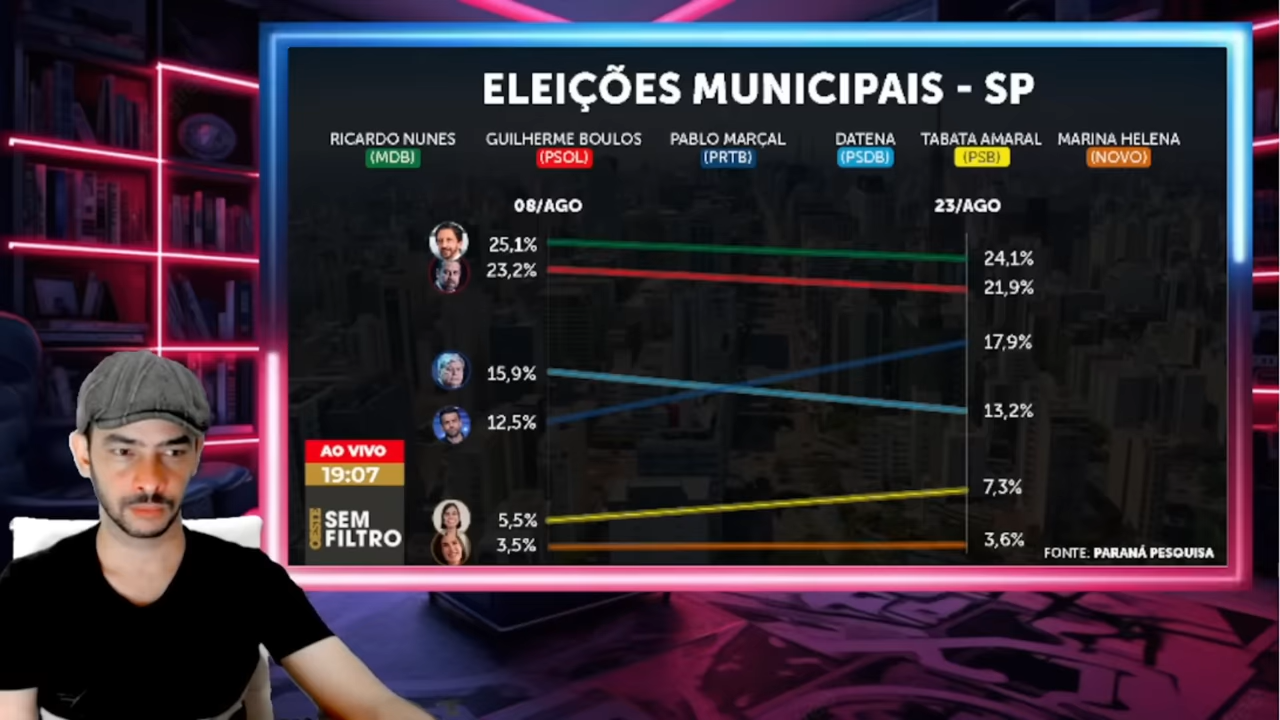 ELEIÇÕES MUNICIPAIS - SP
RICARDO NUNES GUILHERME BOULOS PABLO MARÇAL DATENA TABATA AMARAL MARINA HELENA
(MDB) (PSOL) (PRTB) (PSDB) (PSB) (NOVO)
08/AGO 23/AGO
25,1% 24,1%
23,2% 21,9%
17,9%
15,9%
13,2%
12,5%
AO VIVO
19:07
7,3%
OESTE
SEM
FILTRO
5,5%
3,5% 3,6%
FONTE: PARANÁ PESQUISA